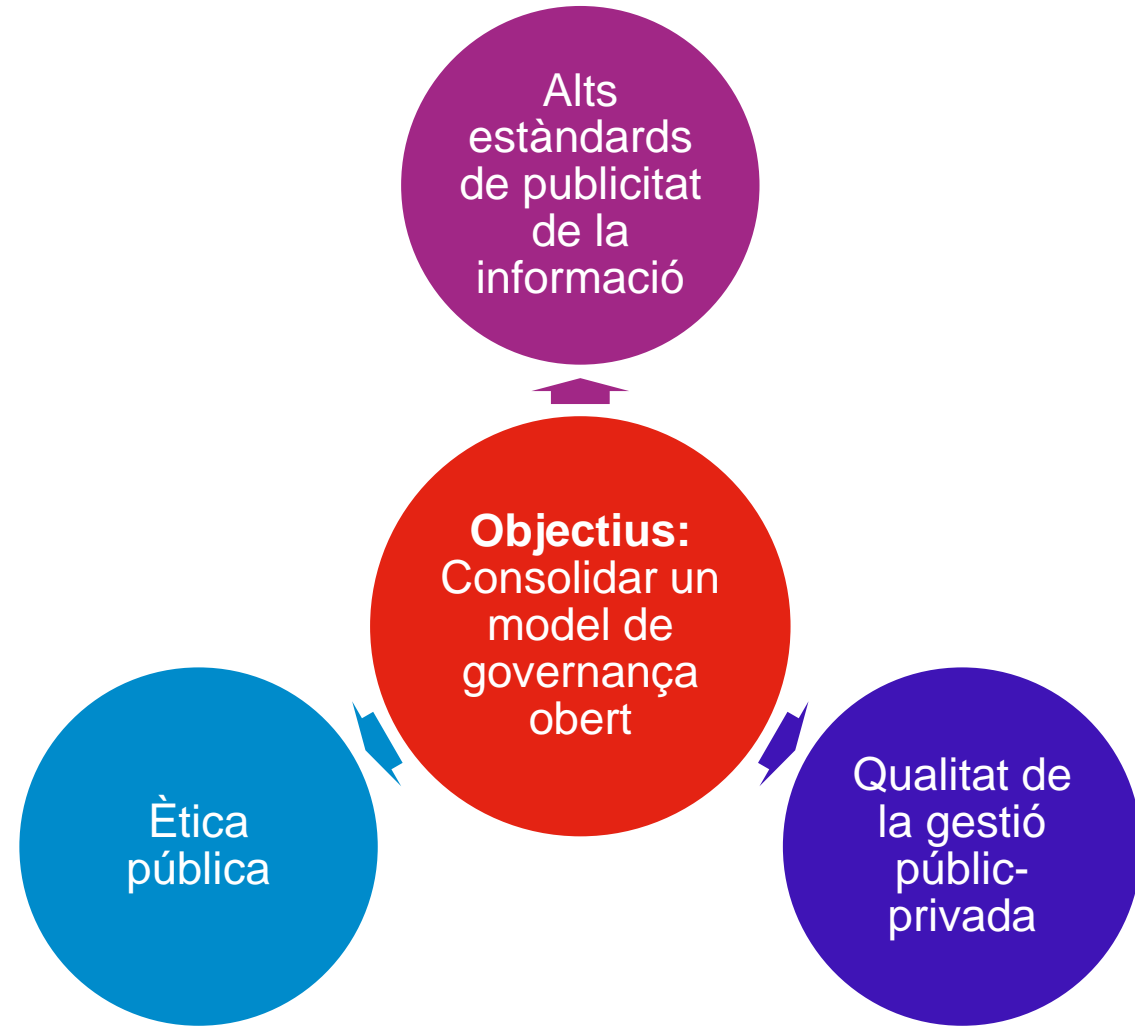 Alts
estàndards
de publicitat
de la
informació
Objectius:
Consolidar un
model de
governança
obert
Ètica
pública
Qualitat de
la gestió
públic-
privada